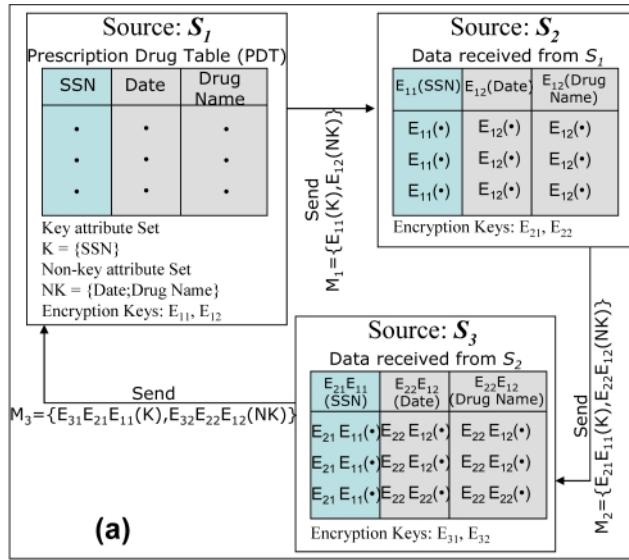 Source: S₁
Prescription Drug Table (PDT)
SSN Date Drug Name
• • •
• • •
• • •
Key attribute Set
K = {SSN}
Non-key attribute Set
NK = {Date;Drug Name}
Encryption Keys: E₁₁, E₁₂
Send
M₁={E₁₁(K),E₁₂(NK)}
Source: S₂
Data received from S₁
E₁₁(SSN) E₁₂(Date) E₁₂(Drug Name)
E₁₁(•) E₁₂(•) E₁₂(•)
E₁₁(•) E₁₂(•) E₁₂(•)
E₁₁(•) E₁₂(•) E₁₂(•)
Encryption Keys: E₂₁, E₂₂
Send
M₂={E₂₁E₁₁(K),E₂₂E₁₂(NK)}
Source: S₃
Data received from S₂
E₂₁E₁₁ E₂₂E₁₂ E₂₂E₁₂
(SSN) (Date) (Drug Name)
E₂₁ E₁₁(•) E₂₂ E₁₂(•) E₂₂ E₁₂(•)
E₂₁ E₁₁(•) E₂₂ E₁₂(•) E₂₂ E₁₂(•)
E₂₁ E₁₁(•) E₂₂ E₂₂(•) E₂₂ E₂₂(•)
Encryption Keys: E₃₁, E₃₂
Send
M₃={E₃₁E₂₁E₁₁(K),E₃₂E₂₂E₁₂(NK)}
(a)